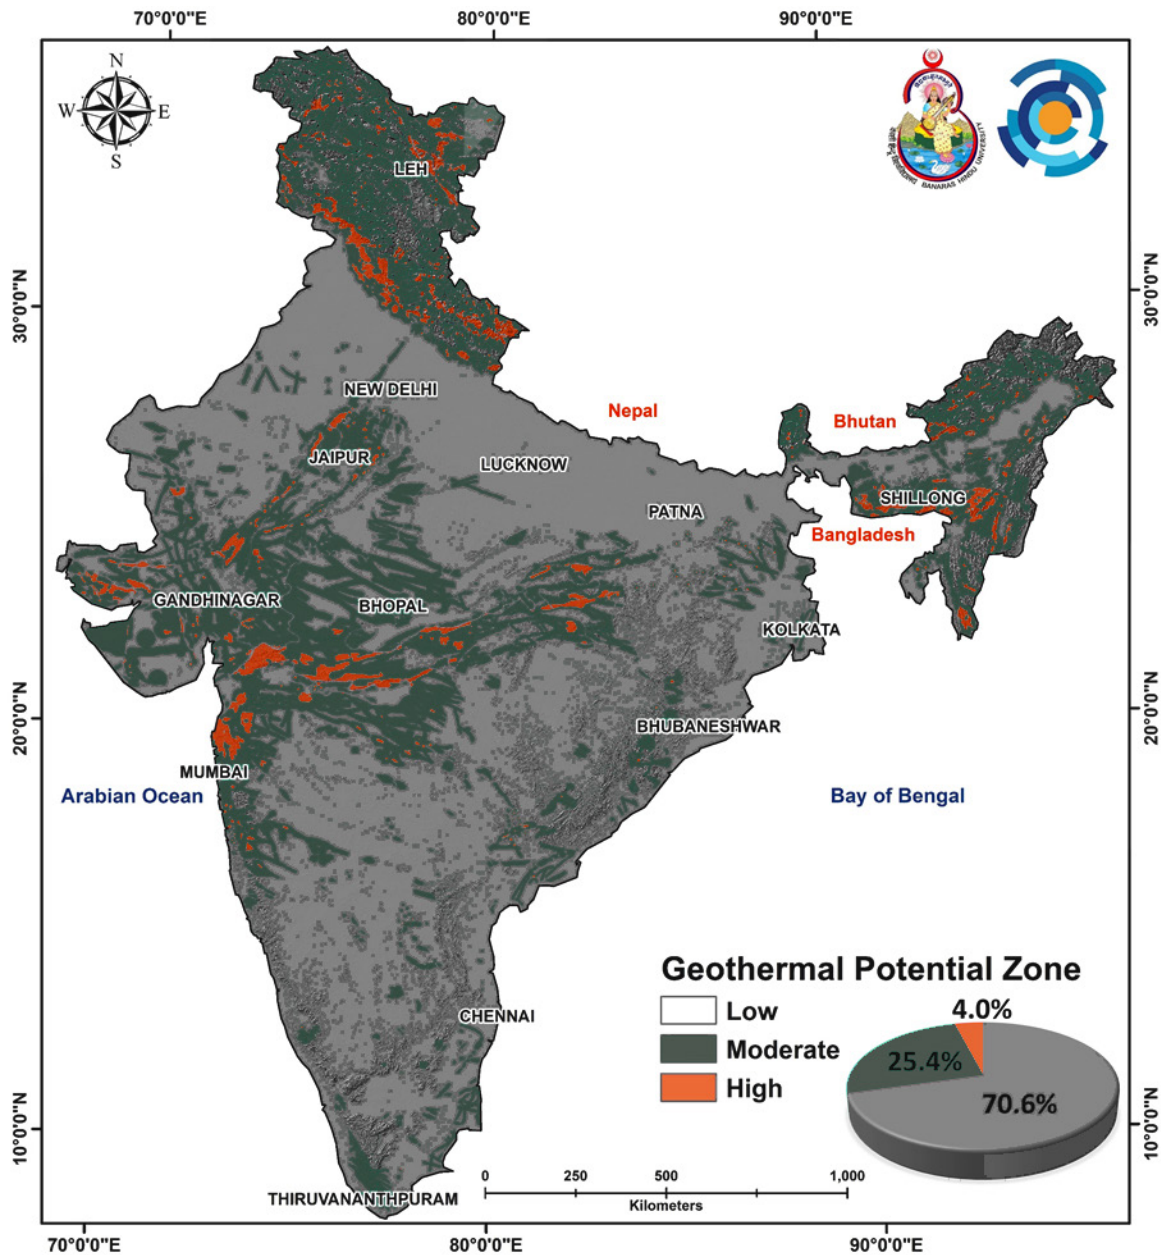 70°0'0"E 80°0'0"E 90°0'0"E
N
W E
S
BANARAS HINDU UNIVERSITY
LEH
30°0'0"N 30°0'0"N
NEW DELHI
Nepal
Bhutan
JAIPUR
LUCKNOW
PATNA
SHILLONG
Bangladesh
GANDHINAGAR
BHOPAL
KOLKATA
20°0'0"N 20°0'0"N
BHUBANESHWAR
MUMBAI
Arabian Ocean
Bay of Bengal
Geothermal Potential Zone
Low
Moderate
High
4.0%
25.4%
70.6%
CHENNAI
10°0'0"N 10°0'0"N
THIRUVANANTHPURAM
0 250 500 1,000
Kilometers
70°0'0"E 80°0'0"E 90°0'0"E